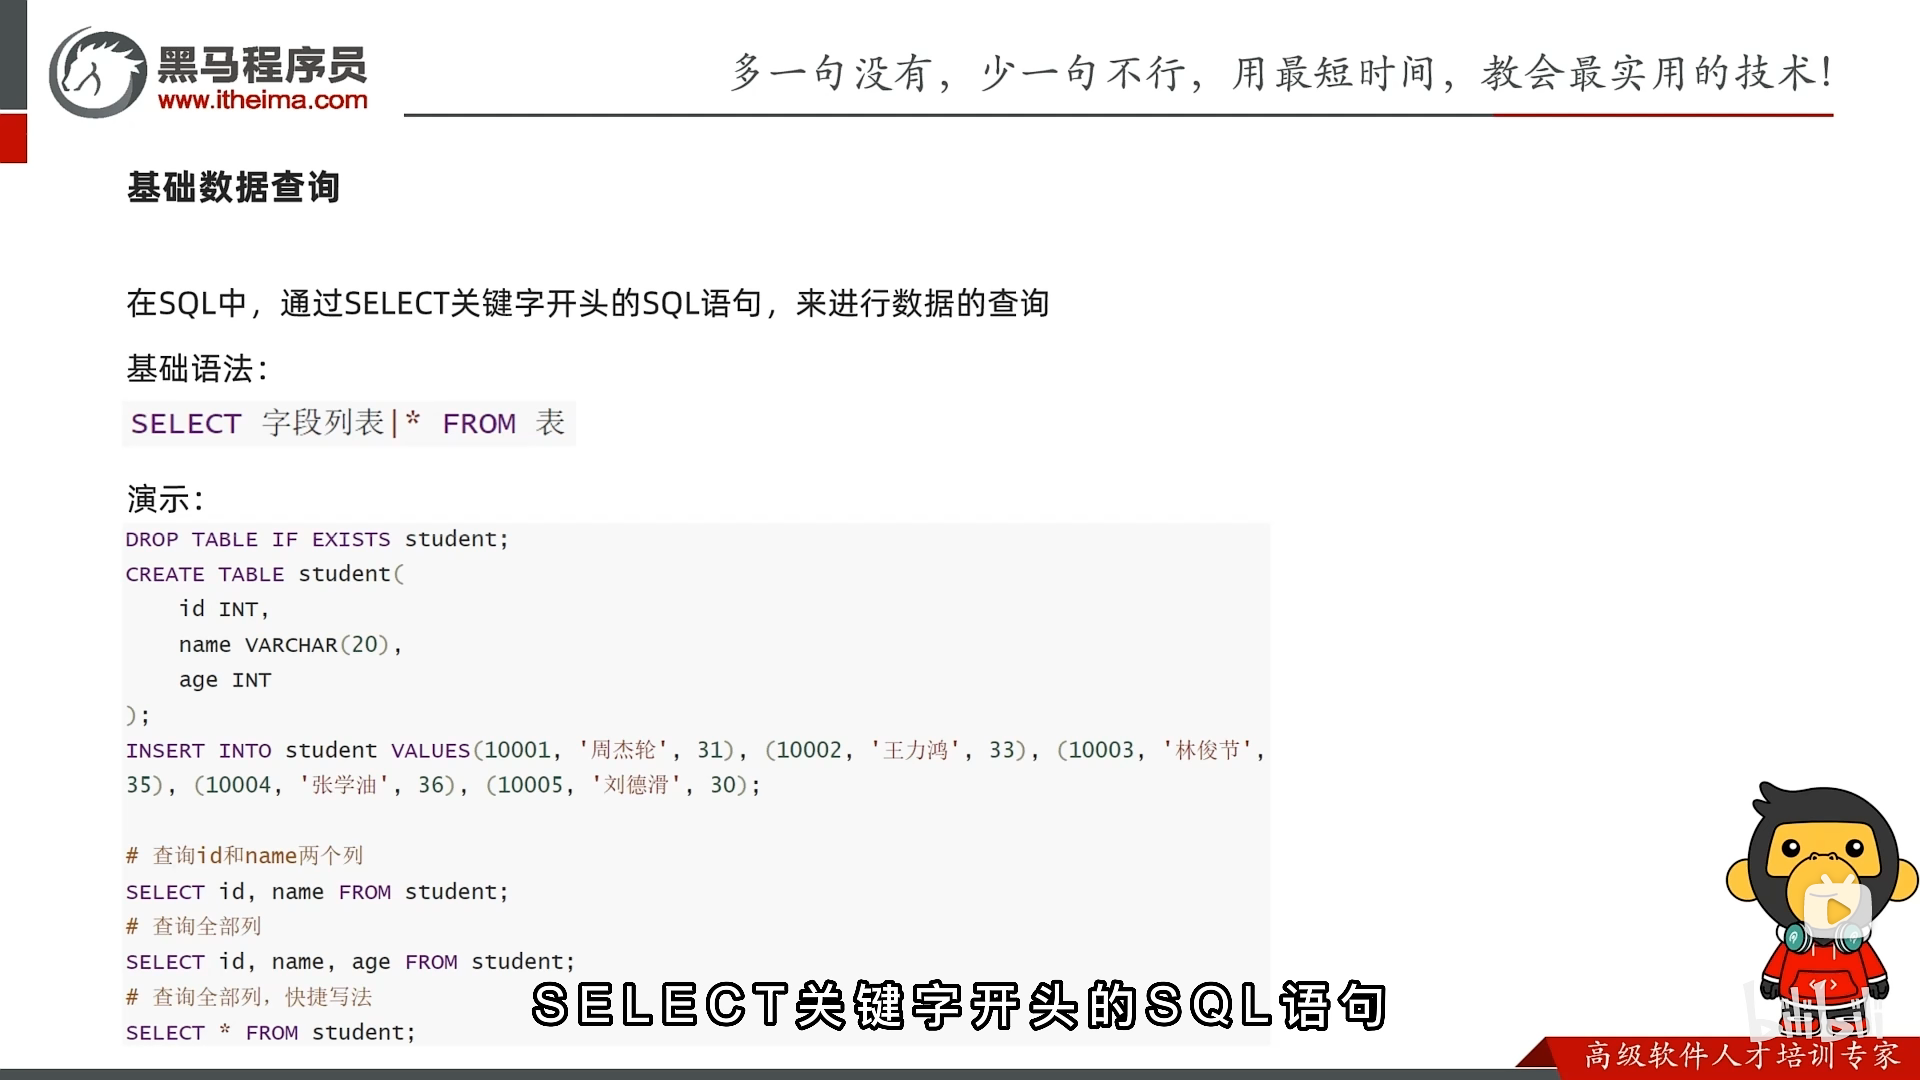 黑马程序员
www.itheima.com
多一句没有，少一句不行，用最短时间，教会最实用的技术！
基础数据查询
在SQL中，通过SELECT关键字开头的SQL语句，来进行数据的查询
基础语法：
SELECT 字段列表|* FROM 表
演示：
DROP TABLE IF EXISTS student;
CREATE TABLE student(
    id INT,
    name VARCHAR(20),
    age INT
);
INSERT INTO student VALUES(10001, '周杰轮', 31), (10002, '王力鸿', 33), (10003, '林俊节',
35), (10004, '张学油', 36), (10005, '刘德滑', 30);
# 查询id和name两个列
SELECT id, name FROM student;
# 查询全部列
SELECT id, name, age FROM student;
# 查询全部列，快捷写法
SELECT * FROM student;
SELECT关键字开头的SQL语句
bilibili
高级软件人才培训专家